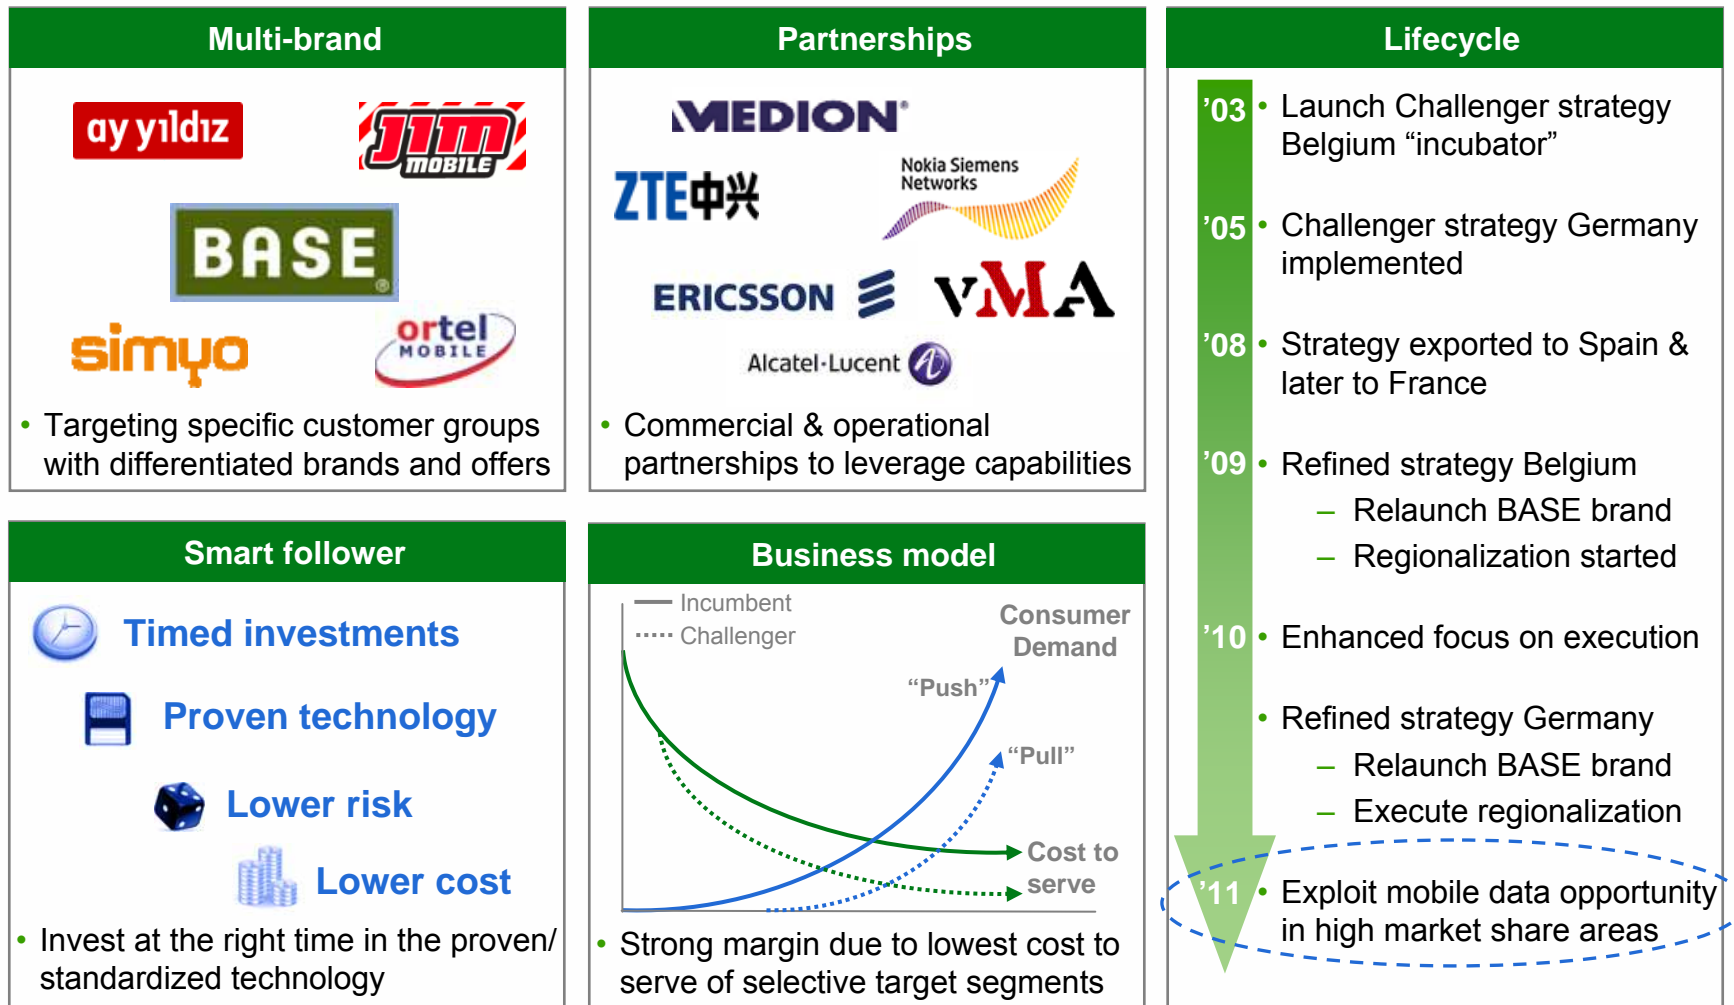 Multi-brand
ay yıldız
JIM
MOBILE
BASE
®
simyo
ortel
MOBILE
• Targeting specific customer groups
with differentiated brands and offers
Partnerships
MEDION®
ZTE中兴
Nokia Siemens
Networks
ERICSSON
VMA
Alcatel·Lucent
• Commercial & operational
partnerships to leverage capabilities
Smart follower
Timed investments
Proven technology
Lower risk
Lower cost
• Invest at the right time in the proven/
standardized technology
Business model
Incumbent
Challenger
Consumer
Demand
“Push”
“Pull”
Cost to
serve
• Strong margin due to lowest cost to
serve of selective target segments
Lifecycle
’03 • Launch Challenger strategy
Belgium “incubator”
’05 • Challenger strategy Germany
implemented
’08 • Strategy exported to Spain &
later to France
’09 • Refined strategy Belgium
– Relaunch BASE brand
– Regionalization started
’10 • Enhanced focus on execution
• Refined strategy Germany
– Relaunch BASE brand
– Execute regionalization
’11 • Exploit mobile data opportunity
in high market share areas